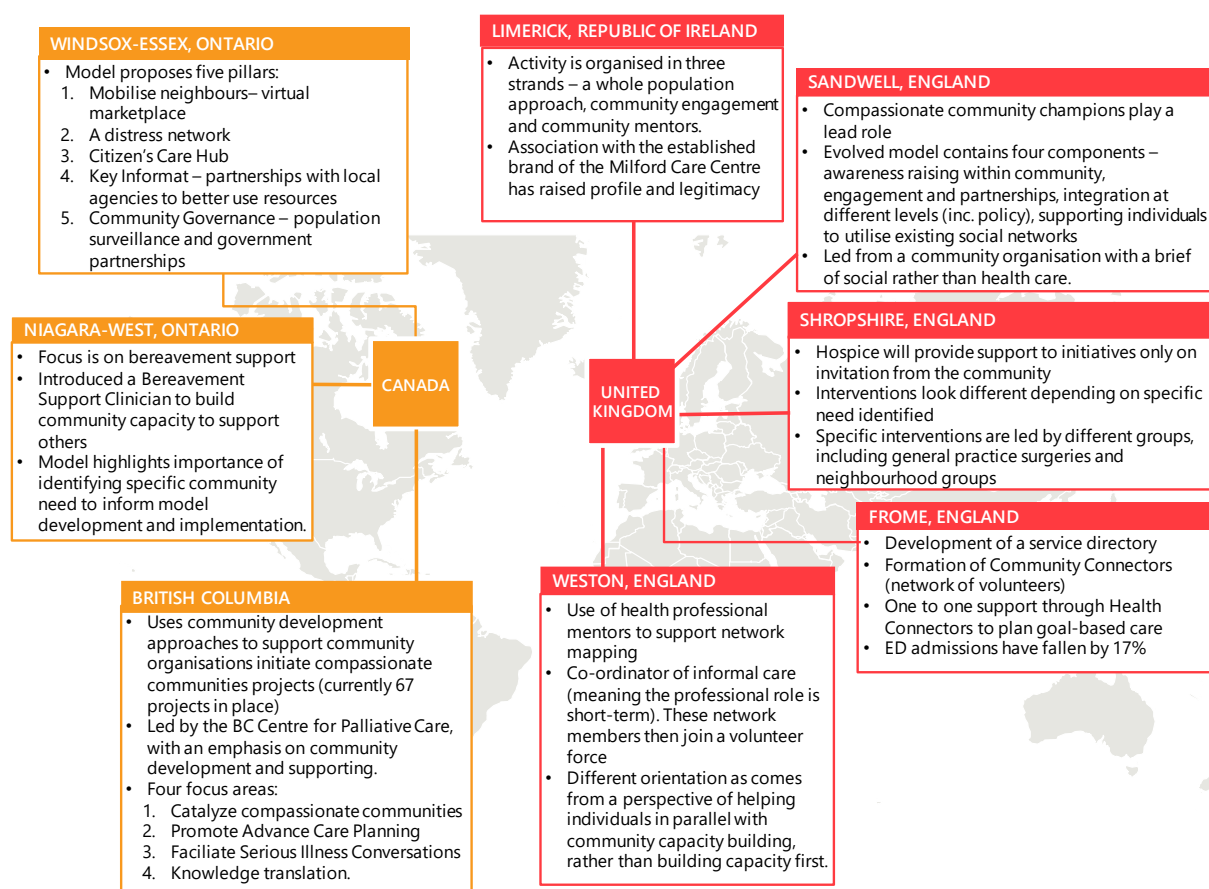 WINDSOX-ESSEX, ONTARIO
• Model proposes five pillars:
1. Mobilise neighbours– virtual
marketplace
2. A distress network
3. Citizen's Care Hub
4. Key Informat – partnerships with local
agencies to better use resources
5. Community Governance – population
surveillance and government
partnerships
NIAGARA-WEST, ONTARIO
• Focus is on bereavement support
• Introduced a Bereavement
Support Clinician to build
community capacity to support
others
• Model highlights importance of
identifying specific community
need to inform model
development and implementation.
CANADA
BRITISH COLUMBIA
• Uses community development
approaches to support community
organisations initiate compassionate
communities projects (currently 67
projects in place)
• Led by the BC Centre for Palliative Care,
with an emphasis on community
development and supporting.
• Four focus areas:
1. Catalyze compassionate communities
2. Promote Advance Care Planning
3. Faciliate Serious Illness Conversations
4. Knowledge translation.
LIMERICK, REPUBLIC OF IRELAND
• Activity is organised in three
strands – a whole population
approach, community engagement
and community mentors.
• Association with the established
brand of the Milford Care Centre
has raised profile and legitimacy
UNITED
KINGDOM
SANDWELL, ENGLAND
• Compassionate community champions play a
lead role
• Evolved model contains four components –
awareness raising within community,
engagement and partnerships, integration at
different levels (inc. policy), supporting individuals
to utilise existing social networks
• Led from a community organisation with a brief
of social rather than health care.
SHROPSHIRE, ENGLAND
• Hospice will provide support to initiatives only on
invitation from the community
• Interventions look different depending on specific
need identified
• Specific interventions are led by different groups,
including general practice surgeries and
neighbourhood groups
FROME, ENGLAND
• Development of a service directory
• Formation of Community Connectors
(network of volunteers)
• One to one support through Health
Connectors to plan goal-based care
• ED admissions have fallen by 17%
WESTON, ENGLAND
• Use of health professional
mentors to support network
mapping
• Co-ordinator of informal care
(meaning the professional role is
short-term). These network
members then join a volunteer
force
• Different orientation as comes
from a perspective of helping
individuals in parallel with
community capacity building,
rather than building capacity first.